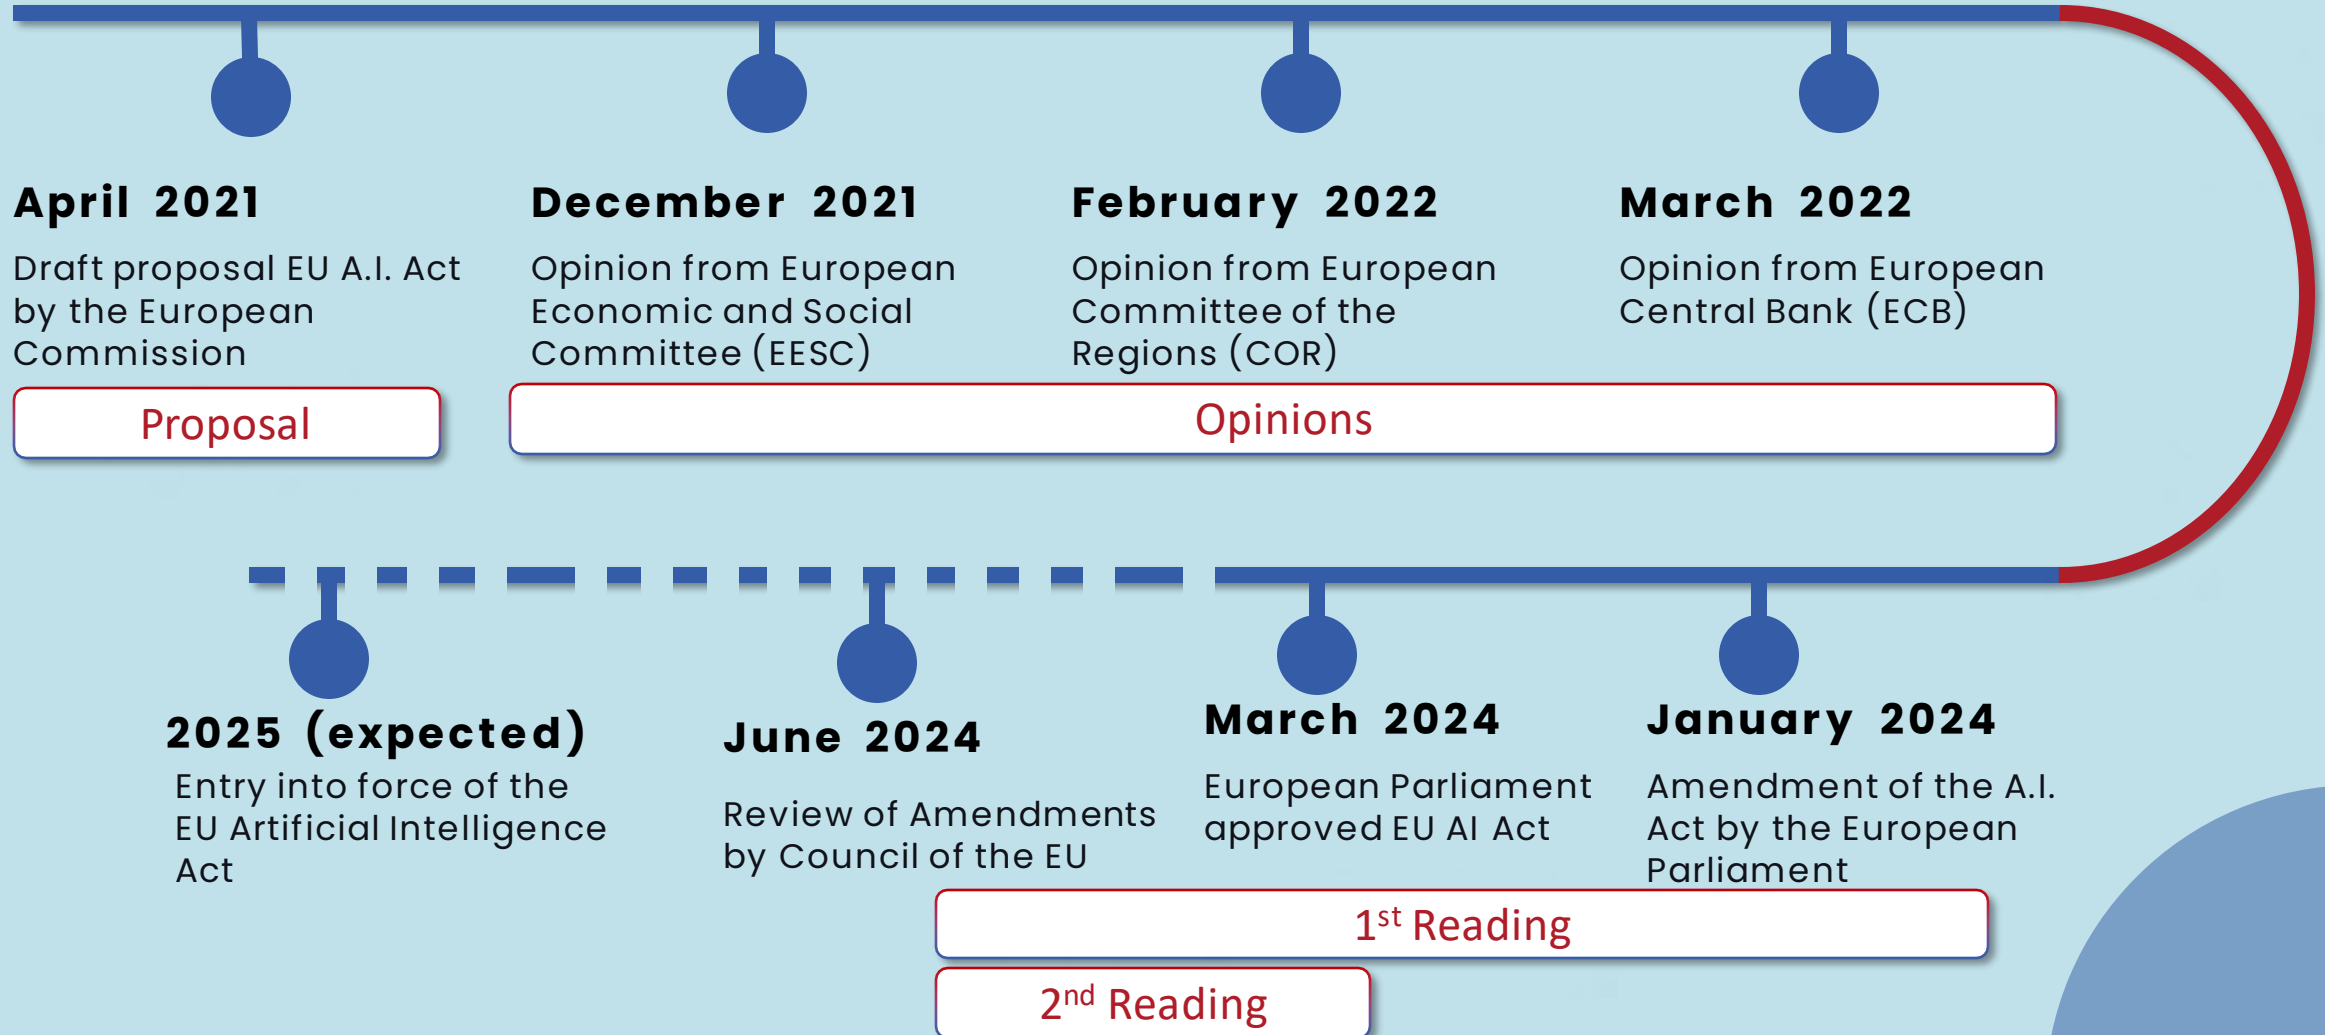 April 2021
Draft proposal EU A.I. Act
by the European
Commission
December 2021
Opinion from European
Economic and Social
Committee (EESC)
February 2022
Opinion from European
Committee of the
Regions (COR)
March 2022
Opinion from European
Central Bank (ECB)
Proposal
Opinions
2025 (expected)
Entry into force of the
EU Artificial Intelligence
Act
June 2024
Review of Amendments
by Council of the EU
March 2024
European Parliament
approved EU AI Act
January 2024
Amendment of the A.I.
Act by the European
Parliament
1st Reading
2nd Reading